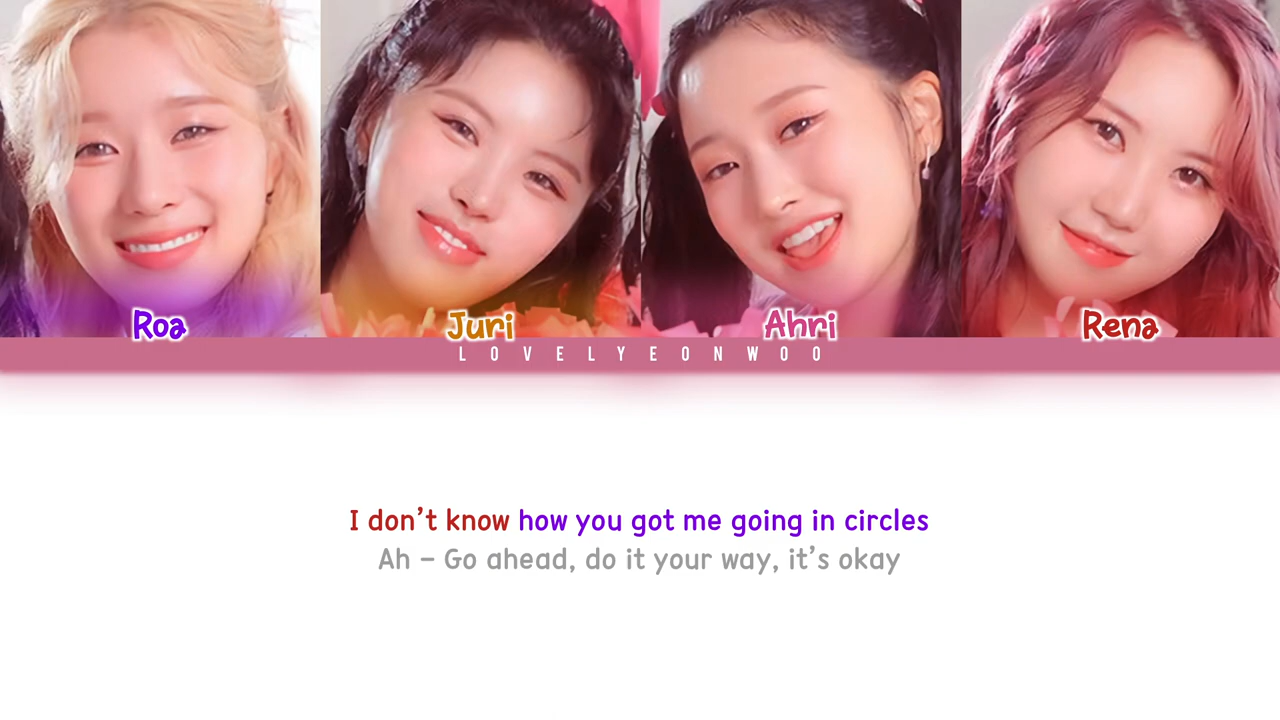 Roa Juri Ahri Rena
LOVELYEONWOO
I don’t know how you got me going in circles
Ah – Go ahead, do it your way, it’s okay